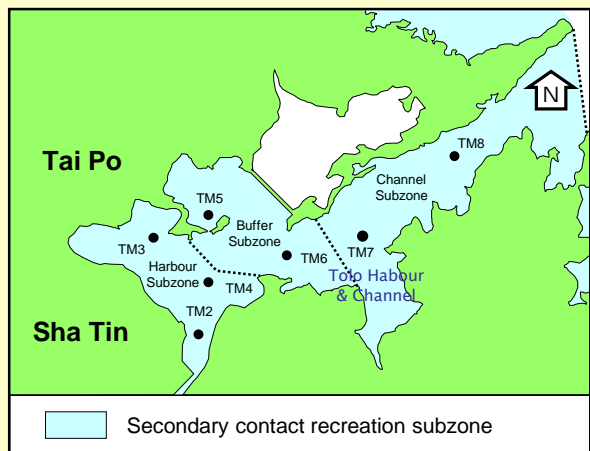 N
TM8
Tai Po
Channel
Subzone
TM5
Buffer
Subzone
TM3
TM6
TM7
Harbour
Subzone
Tolo Habour
& Channel
TM4
TM2
Sha Tin
Secondary contact recreation subzone